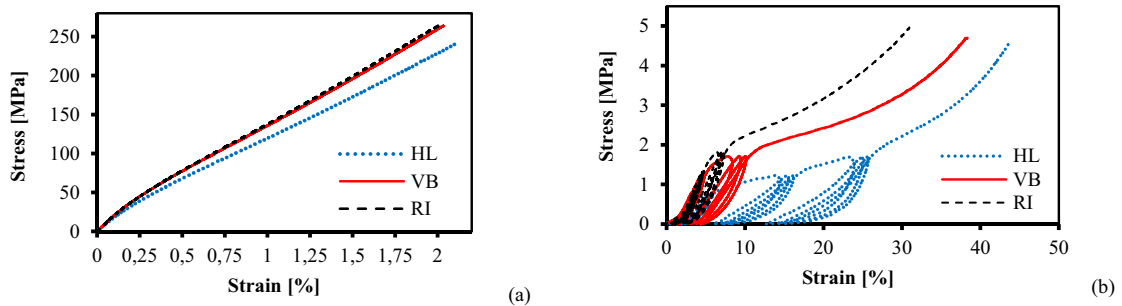 Stress [MPa]
250
200
150
100
50
0
0 0,25 0,5 0,75 1 1,25 1,5 1,75 2
Strain [%]
HL
VB
RI
(a)
Stress [MPa]
5
4
3
2
1
0
0 10 20 30 40 50
Strain [%]
HL
VB
RI
(b)